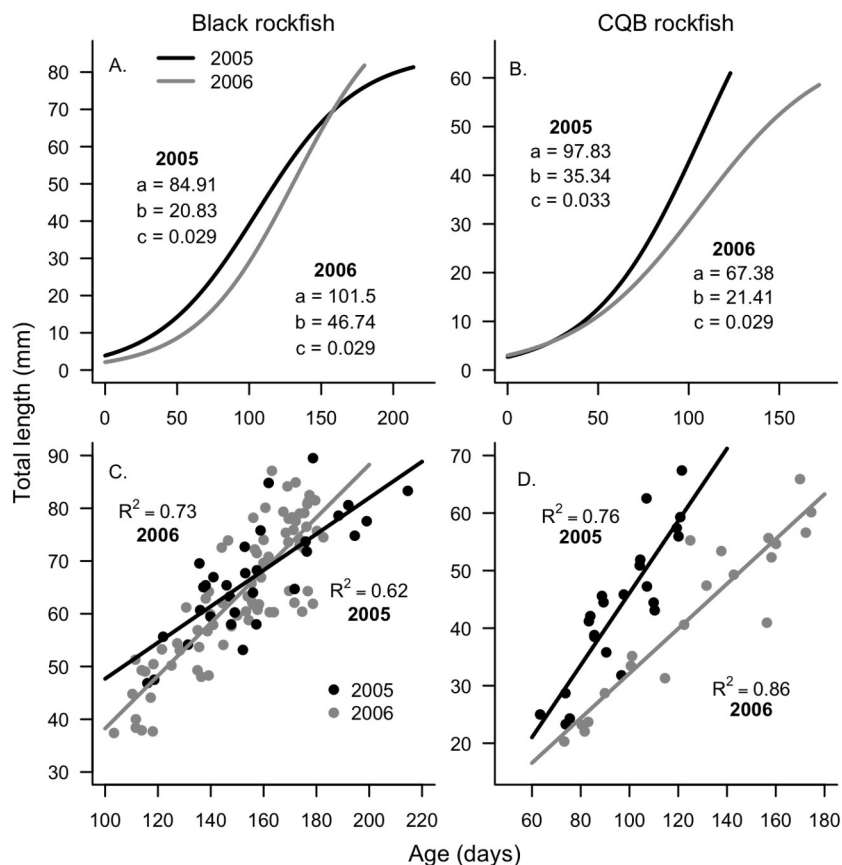 Black rockfish
CQB rockfish
A.
2005
2006
2005
a = 84.91
b = 20.83
c = 0.029
2006
a = 101.5
b = 46.74
c = 0.029
80
70
60
50
40
30
20
10
0
0 50 100 150 200
B.
2005
a = 97.83
b = 35.34
c = 0.033
2006
a = 67.38
b = 21.41
c = 0.029
60
50
40
30
20
10
0
0 50 100 150
Total length (mm)
C.
R² = 0.73
2006
R² = 0.62
2005
2005
2006
90
80
70
60
50
40
30
100 120 140 160 180 200 220
D.
R² = 0.76
2005
R² = 0.86
2006
70
60
50
40
30
20
60 80 100 120 140 160 180
Age (days)